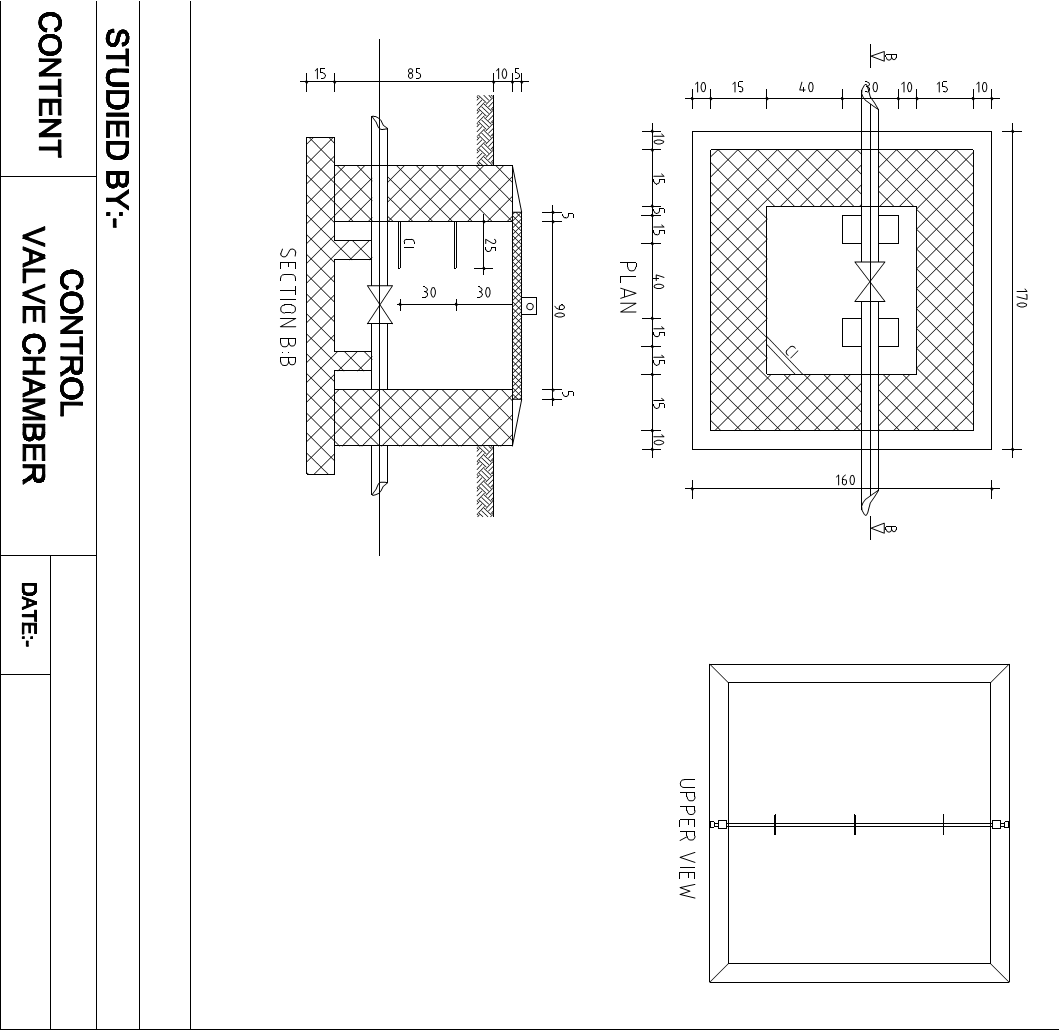 STUDIED BY:-
CONTENT
CONTROL
VALVE CHAMBER
DATE:-
15
85
10
5
5
90
5
25
CI
30
30
SECTION B:B
B
10
15
40
30
10
15
10
10
15
5
15
40
15
15
15
10
170
160
CI
B
PLAN
UPPER VIEW